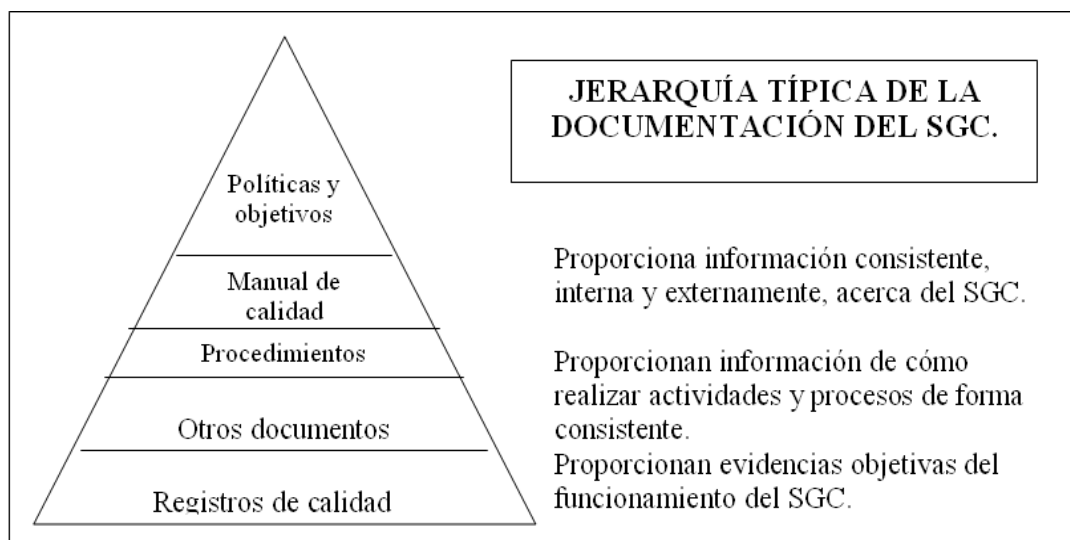 JERARQUÍA TÍPICA DE LA
DOCUMENTACIÓN DEL SGC.
Políticas y
objetivos
Manual de
calidad
Procedimientos
Otros documentos
Registros de calidad
Proporciona información consistente,
interna y externamente, acerca del SGC.
Proporcionan información de cómo
realizar actividades y procesos de forma
consistente.
Proporcionan evidencias objetivas del
funcionamiento del SGC.